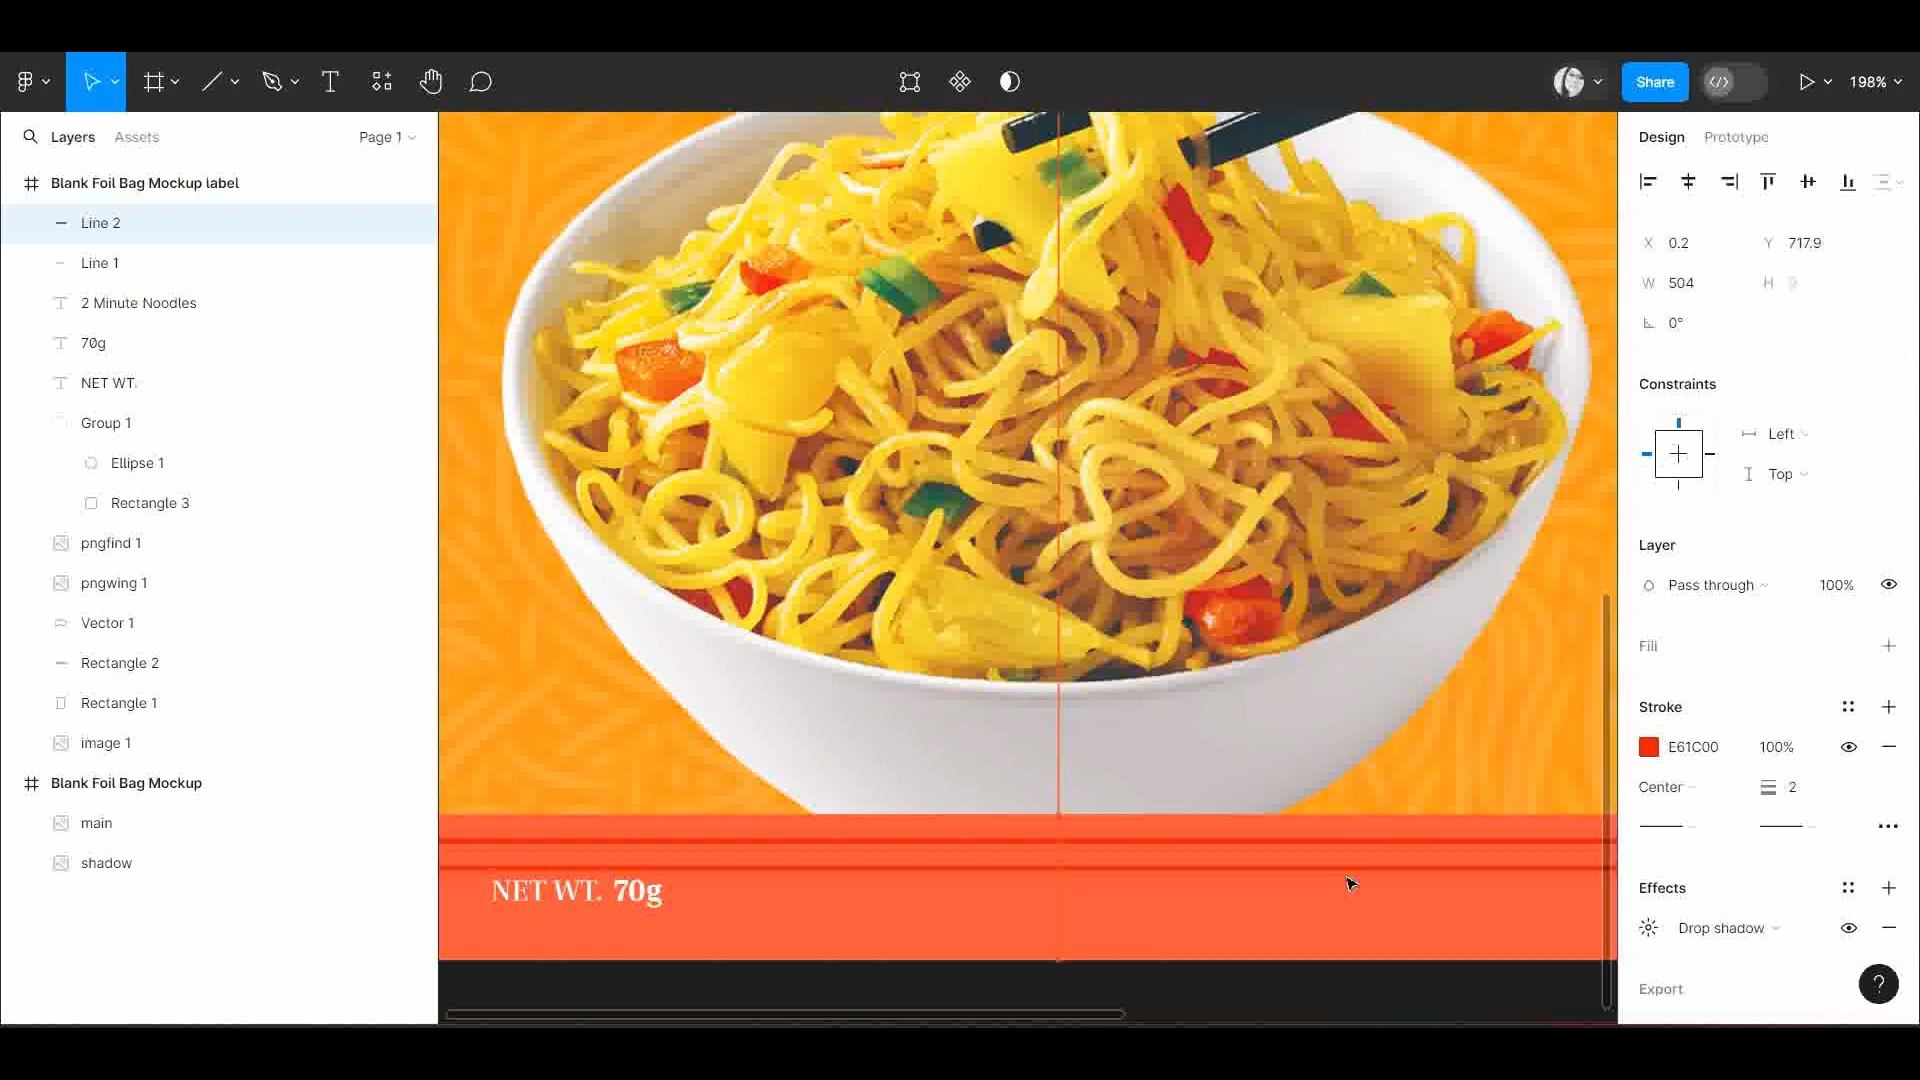 Share
198%
Layers
Assets
Page 1
Design
Prototype
Blank Foil Bag Mockup label
Line 2
Line 1
2 Minute Noodles
70g
NET WT.
Group 1
Ellipse 1
Rectangle 3
pngfind 1
pngwing 1
Vector 1
Rectangle 2
Rectangle 1
image 1
Blank Foil Bag Mockup
main
shadow
NET WT. 70g
X 0.2
Y 717.9
W 504
H 0
0°
Constraints
Left
Top
Layer
Pass through
100%
Fill
Stroke
E61C00
100%
Center
2
Effects
Drop shadow
Export
?